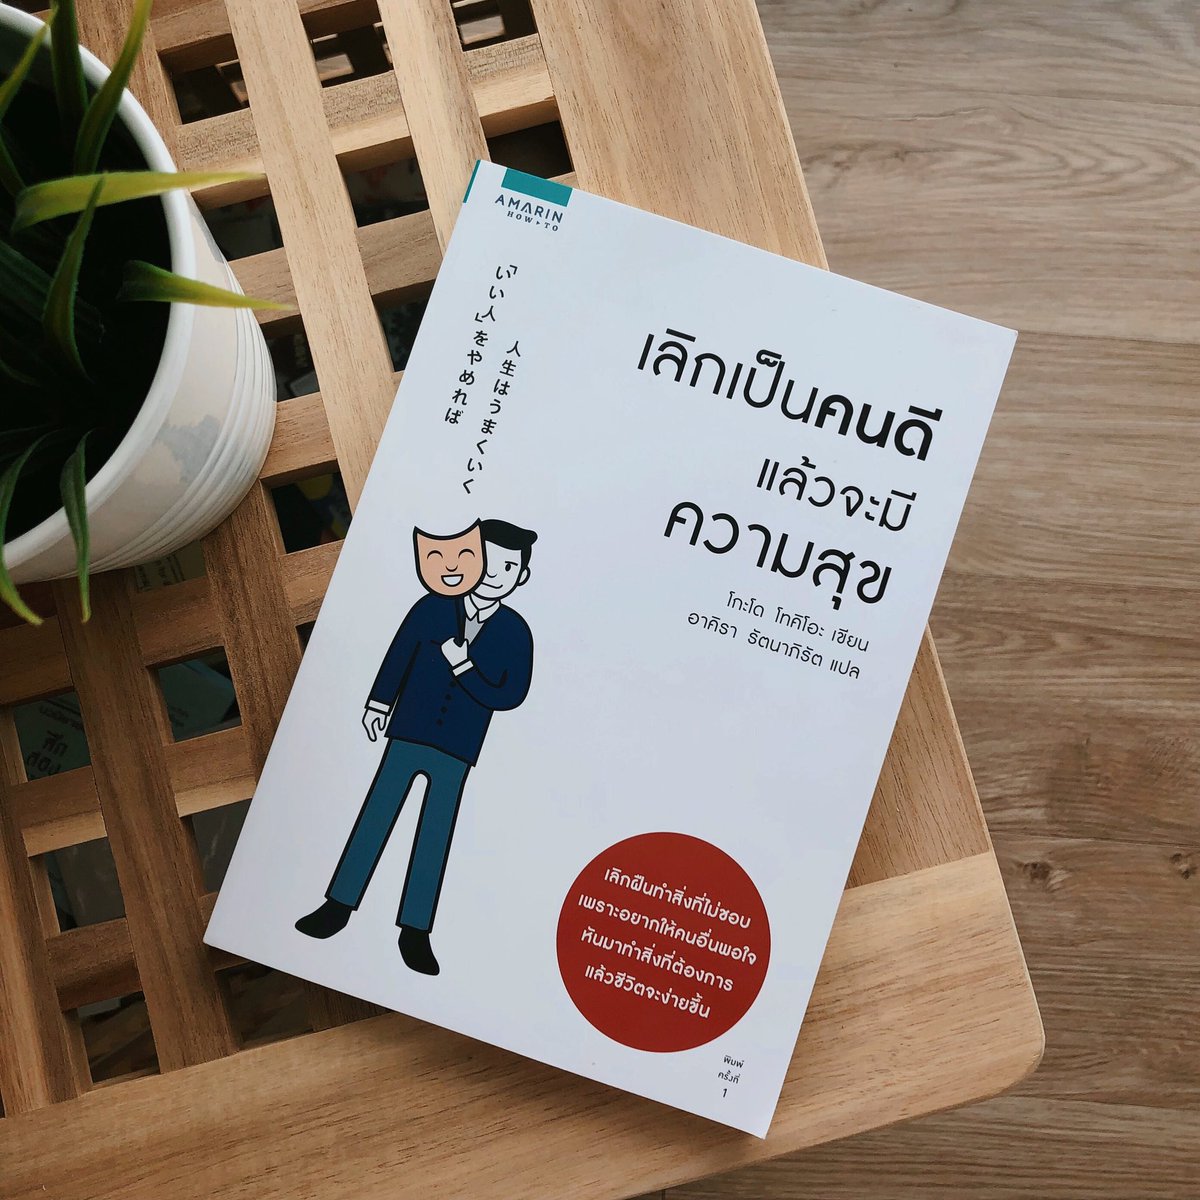 AMARIN
HOW TO
「いい人」をやめれば
人生はうまくいく
เลิกเป็นคนดี
แล้วจะมี
ความสุข
โกะโด โทคิโอะ เขียน
อาคิรา รัตนาภิรัต แปล
เลิกฝืนทำสิ่งที่ไม่ชอบ
เพราะอยากให้คนอื่นพอใจ
หันมาทำสิ่งที่ต้องการ
แล้วชีวิตจะง่ายขึ้น
พิมพ์
ครั้งที่
1